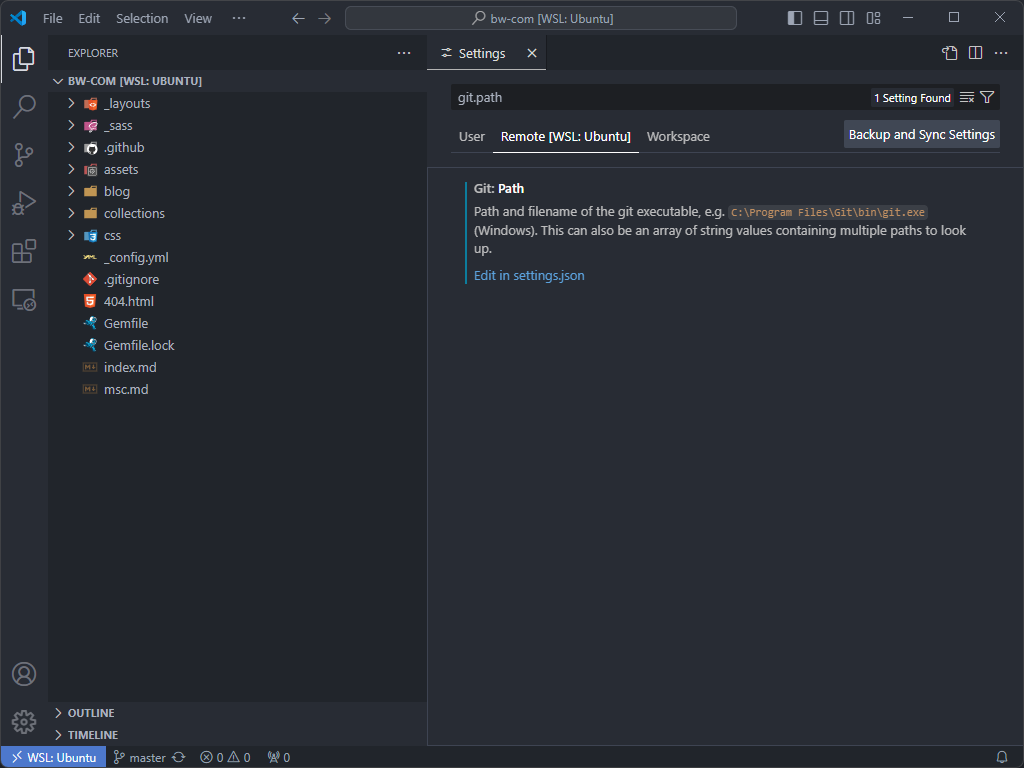 File Edit Selection View ···
bw-com [WSL: Ubuntu]
EXPLORER
BW-COM [WSL: UBUNTU]
_layouts
_sass
.github
assets
blog
collections
css
_config.yml
.gitignore
404.html
Gemfile
Gemfile.lock
index.md
msc.md
OUTLINE
TIMELINE
Settings
git.path
1 Setting Found
User Remote [WSL: Ubuntu] Workspace
Backup and Sync Settings
Git: Path
Path and filename of the git executable, e.g. C:\Program Files\Git\bin\git.exe
(Windows). This can also be an array of string values containing multiple paths to look
up.
Edit in settings.json
WSL: Ubuntu master 0 0 0